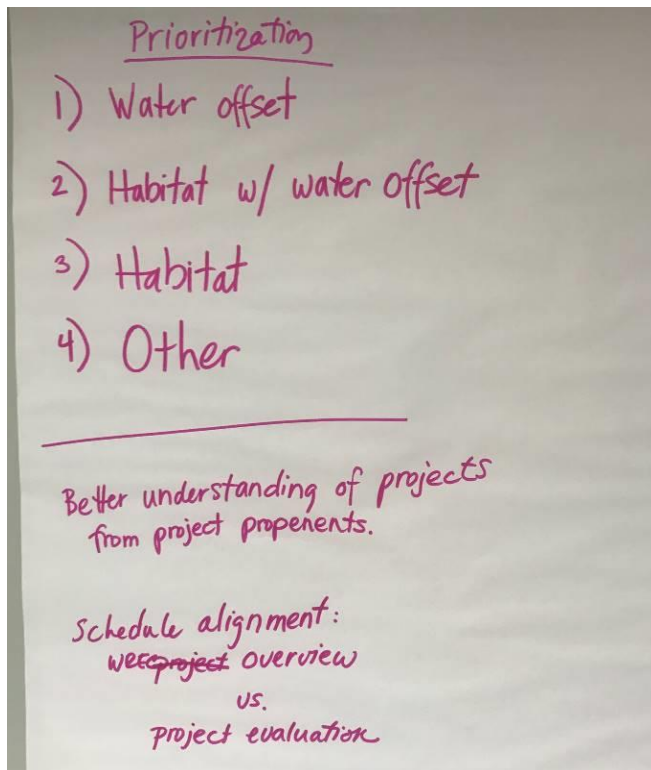 Prioritization
1) Water offset
2) Habitat w/ water offset
3) Habitat
4) Other
Better understanding of projects
from project propenents.
Schedule alignment:
project overview
vs.
project evaluation